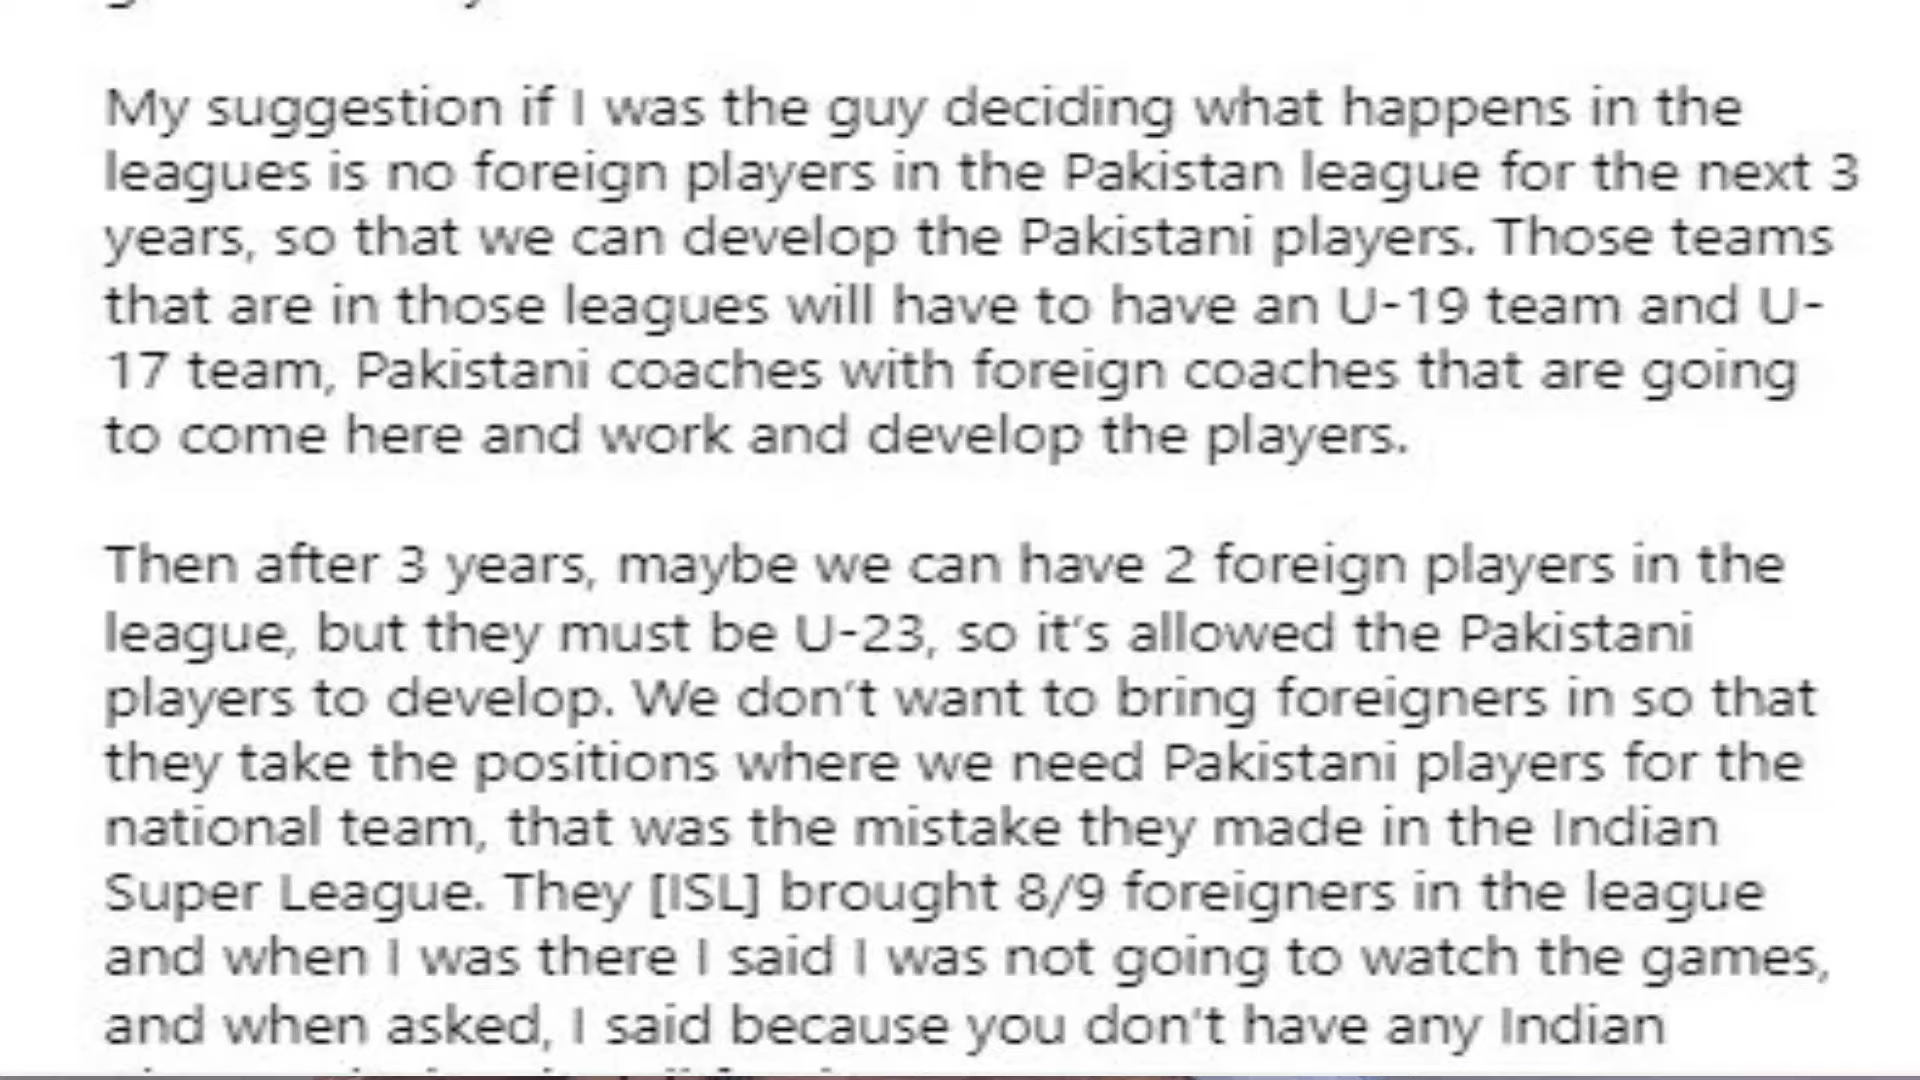 My suggestion if I was the guy deciding what happens in the
leagues is no foreign players in the Pakistan league for the next 3
years, so that we can develop the Pakistani players. Those teams
that are in those leagues will have to have an U-19 team and U-
17 team, Pakistani coaches with foreign coaches that are going
to come here and work and develop the players.
Then after 3 years, maybe we can have 2 foreign players in the
league, but they must be U-23, so it's allowed the Pakistani
players to develop. We don't want to bring foreigners in so that
they take the positions where we need Pakistani players for the
national team, that was the mistake they made in the Indian
Super League. They [ISL] brought 8/9 foreigners in the league
and when I was there I said I was not going to watch the games,
and when asked, I said because you don't have any Indian